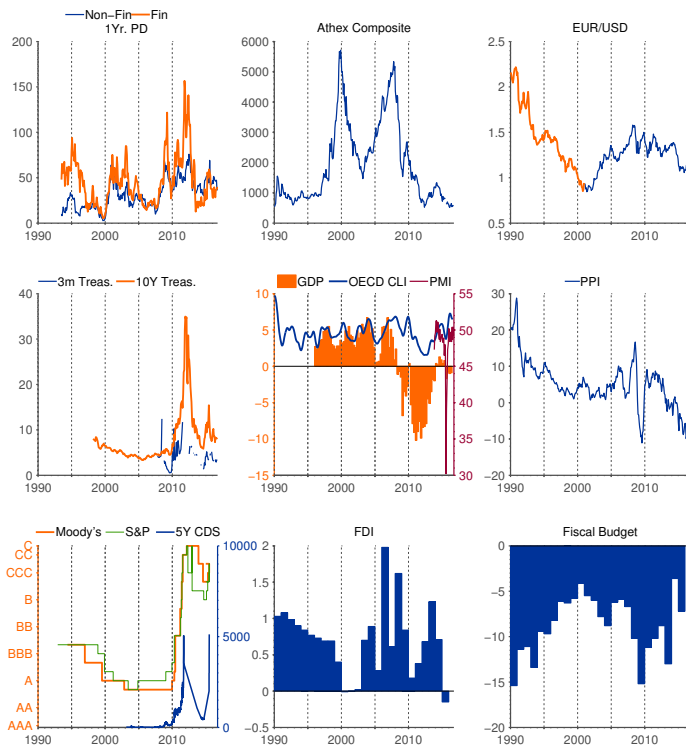 Non−Fin Fin
1Yr. PD
200
150
100
50
0
1990 2000 2010
Athex Composite
6000
5000
4000
3000
2000
1000
0
1990 2000 2010
EUR/USD
2.5
2
1.5
1
0.5
1990 2000 2010
3m Treas. 10Y Treas.
40
30
20
10
0
1990 2000 2010
GDP OECD CLI PMI
10 55
5 50
0 45
−5 40
−10 35
−15 30
1990 2000 2010
PPI
30
20
10
0
−10
−20
1990 2000 2010
Moody's S&P 5Y CDS
C 10000
CC
CCC
B
BB 5000
BBB
A
AA
AAA 0
1990 2000 2010
FDI
2
1.5
1
0.5
0
−0.5
1990 2000 2010
Fiscal Budget
0
−5
−10
−15
−20
1990 2000 2010